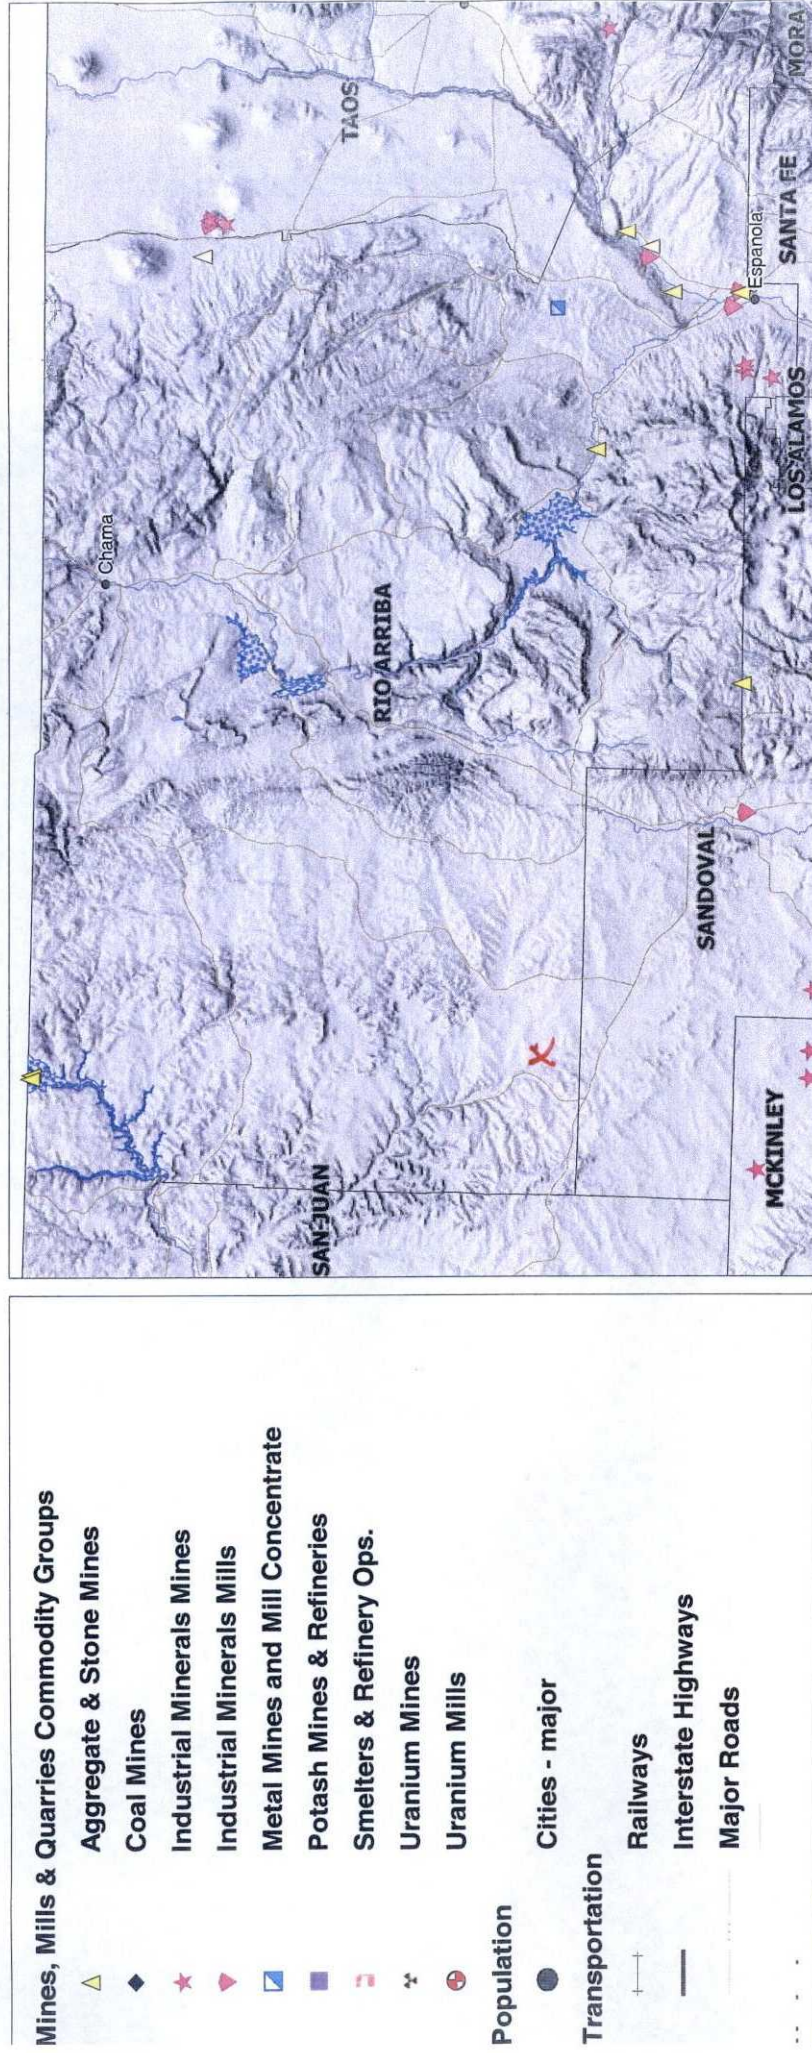 Mines, Mills & Quarries Commodity Groups
Aggregate & Stone Mines
Coal Mines
Industrial Minerals Mines
Industrial Minerals Mills
Metal Mines and Mill Concentrate
Potash Mines & Refineries
Smelters & Refinery Ops.
Uranium Mines
Uranium Mills
Population
Cities - major
Transportation
Railways
Interstate Highways
Major Roads
Chama
TAOS
RIO ARRIBA
SAN JUAN
SANDOVAL
MCKINLEY
LOS ALAMOS
Espanola
SANTA FE
MORA
X